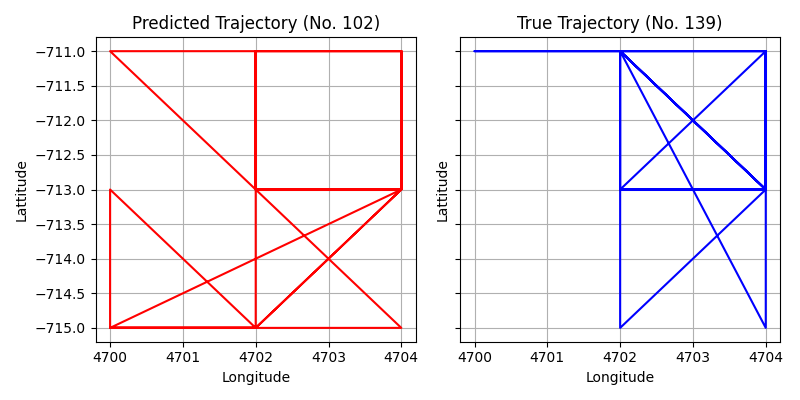 Predicted Trajectory (No. 102)
True Trajectory (No. 139)
−711.0
−711.5
−712.0
−712.5
−713.0
−713.5
−714.0
−714.5
−715.0
Lattitude
Lattitude
4700 4701 4702 4703 4704
4700 4701 4702 4703 4704
Longitude
Longitude